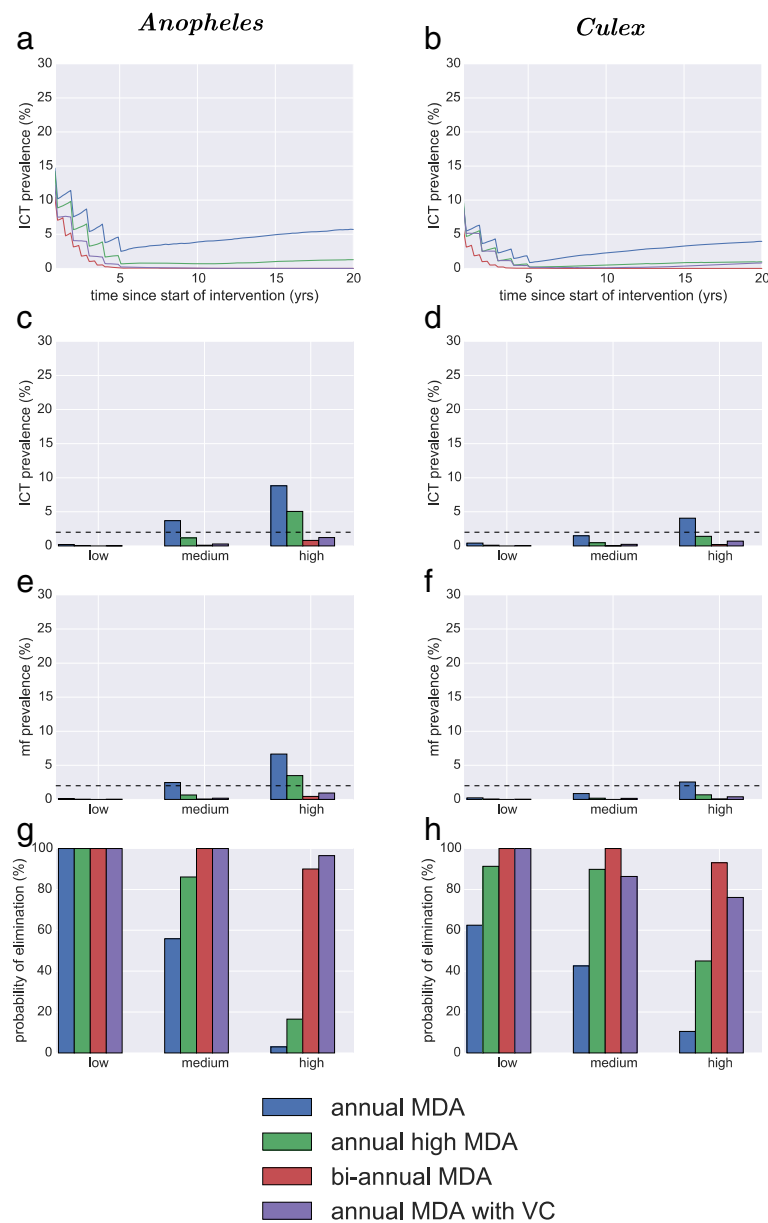 Anopheles
Culex
a
b
30
25
20
15
10
5
0
ICT prevalence (%)
5
10
15
20
time since start of intervention (yrs)
30
25
20
15
10
5
0
ICT prevalence (%)
5
10
15
20
time since start of intervention (yrs)
c
d
30
25
20
15
10
5
0
ICT prevalence (%)
low
medium
high
30
25
20
15
10
5
0
ICT prevalence (%)
low
medium
high
e
f
30
25
20
15
10
5
0
mf prevalence (%)
low
medium
high
30
25
20
15
10
5
0
mf prevalence (%)
low
medium
high
g
h
100
80
60
40
20
0
probability of elimination (%)
low
medium
high
100
80
60
40
20
0
probability of elimination (%)
low
medium
high
annual MDA
annual high MDA
bi-annual MDA
annual MDA with VC